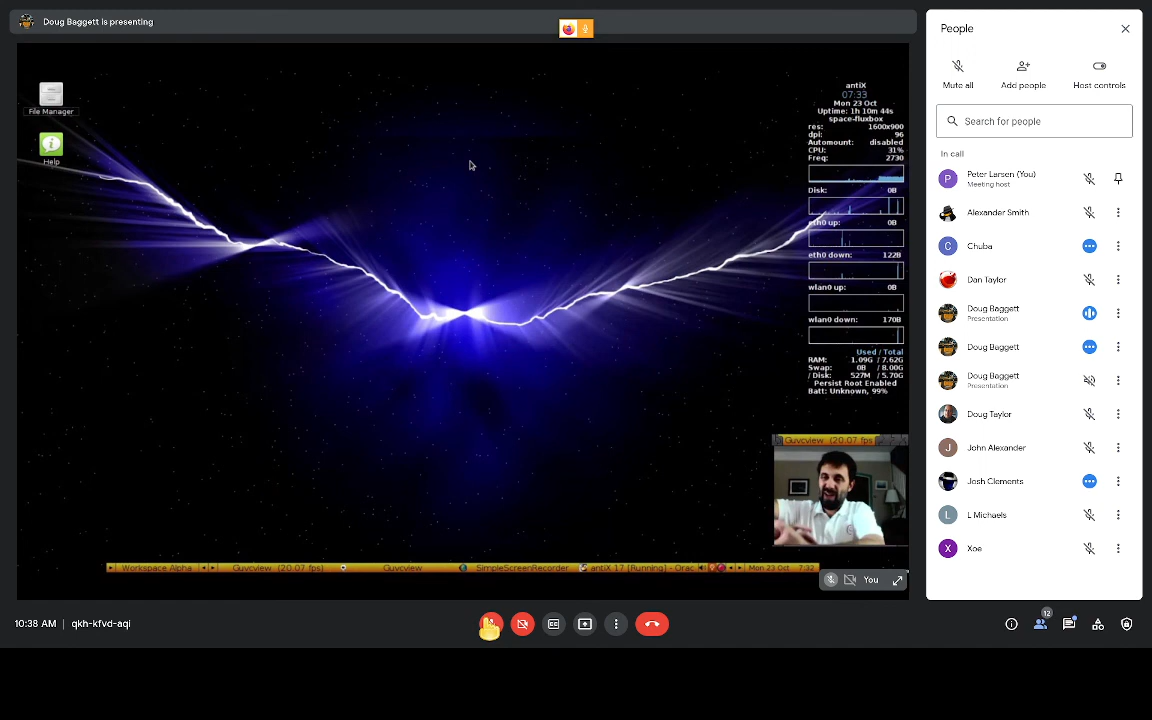 Doug Baggett is presenting
File Manager
Help
antiX
07:33
Mon 23 Oct
Uptime: 1h 10m 44s
space-fluxbox
res: 1600x900
dpi: 96
Automount: disabled
CPU: 31%
Freq: 2730
Disk: 0B
eth0 up: 0B
eth0 down: 122B
wlan0 up: 0B
wlan0 down: 170B
Used / Total
RAM: 1.09G / 7.62G
Swap: 0B / 8.00G
/ Disk: 527M / 5.70G
Persist Root Enabled
Batt: Unknown, 99%
Guvcview (20.07 fps)
Workspace Alpha Guvcview (20.07 fps) Guvcview SimpleScreenRecorder antiX 17 [Running] - Orac Mon 23 Oct 7:32
You
10:38 AM | qkh-kfvd-aqi
12
People
Mute all Add people Host controls
Search for people
In call
P Peter Larsen (You)
Meeting host
Alexander Smith
C Chuba
Dan Taylor
Doug Baggett
Presentation
Doug Baggett
Doug Baggett
Presentation
Doug Taylor
J John Alexander
Josh Clements
L L Michaels
X Xoe